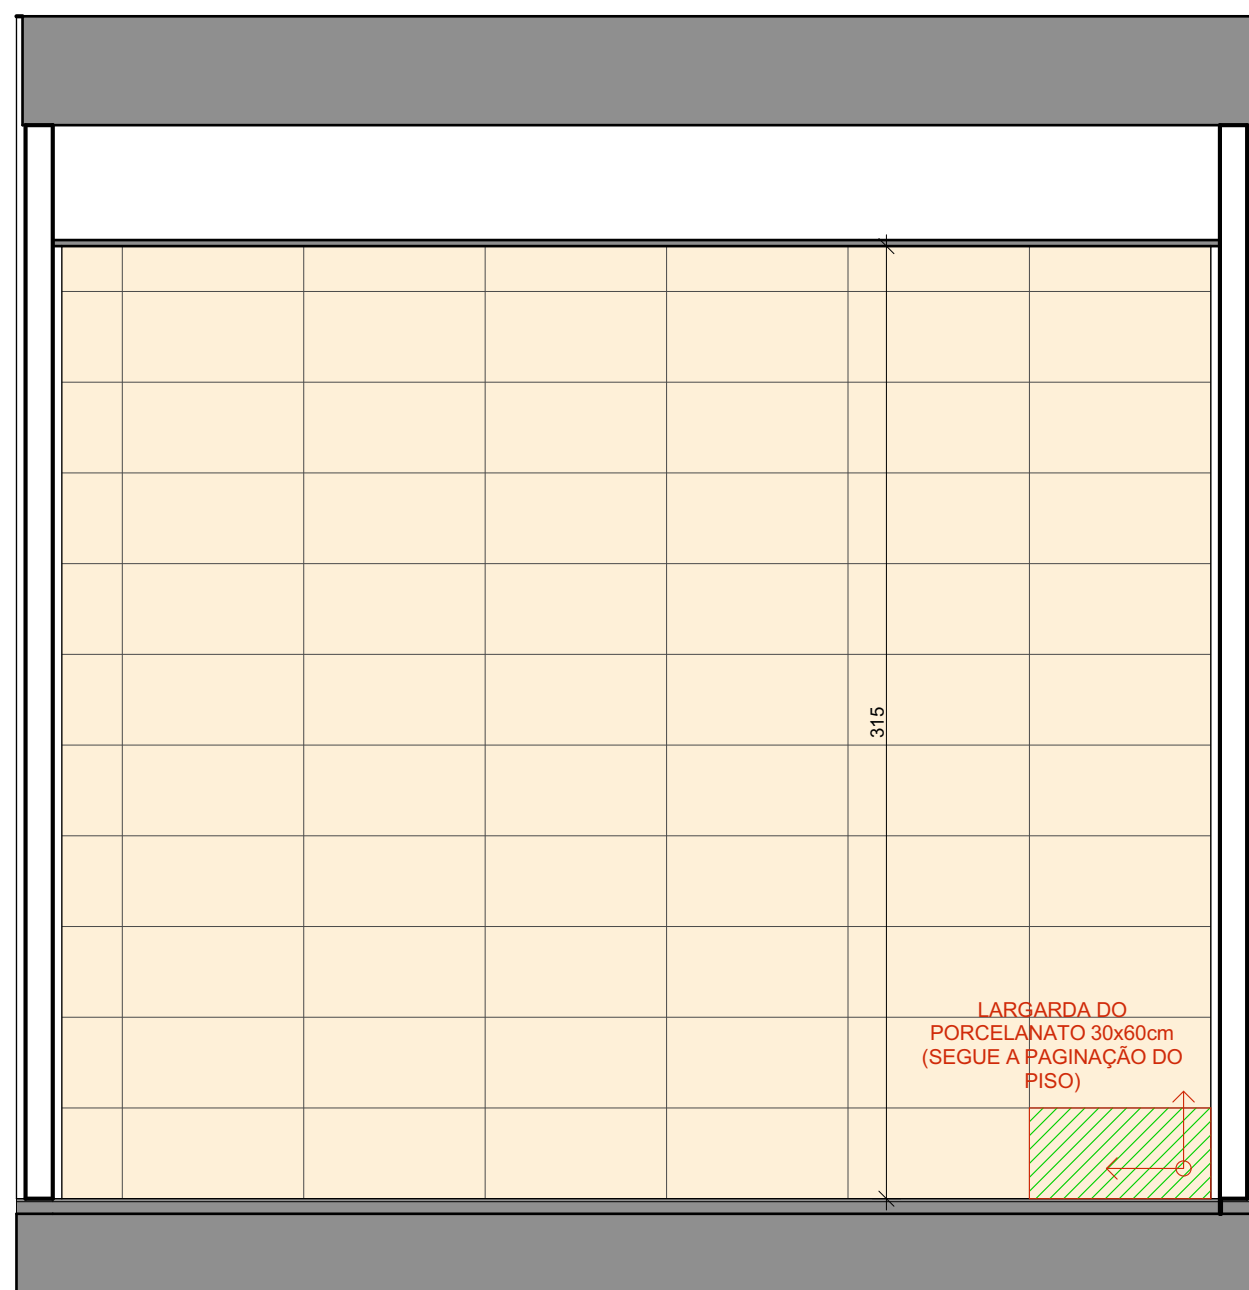 315
LARGARDA DO
PORCELANATO 30x60cm
(SEGUE A PAGINAÇÃO DO
PISO)